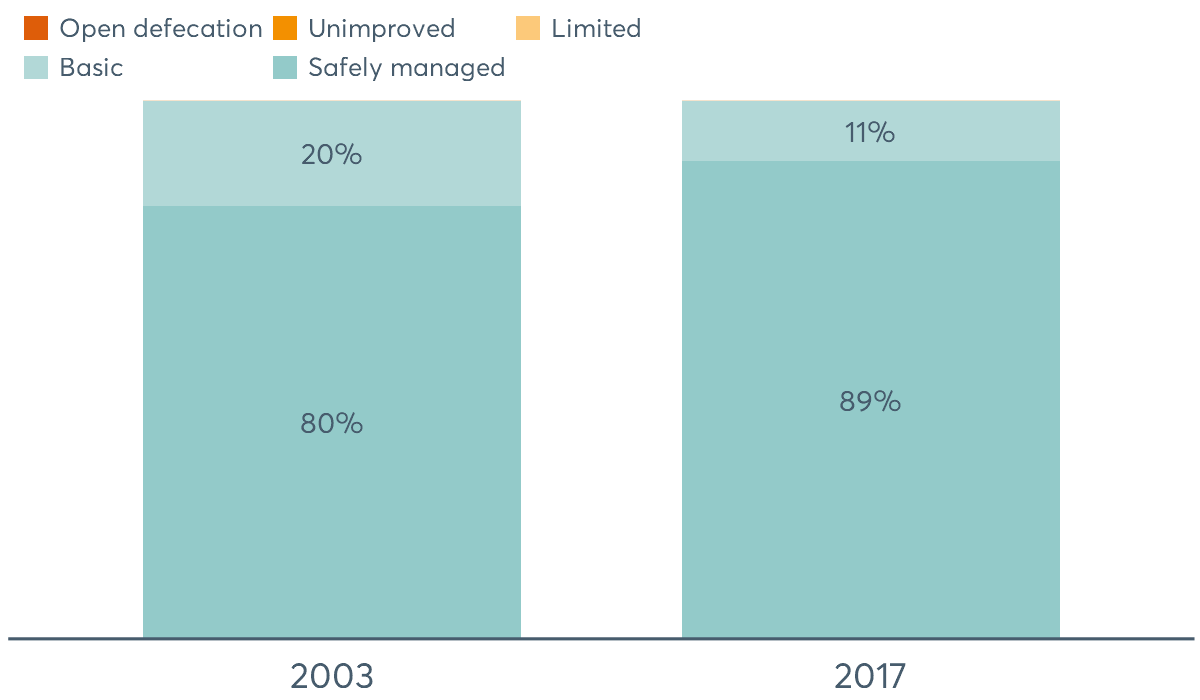 Open defecation Unimproved Limited
Basic Safely managed
20% 11%
80% 89%
2003 2017